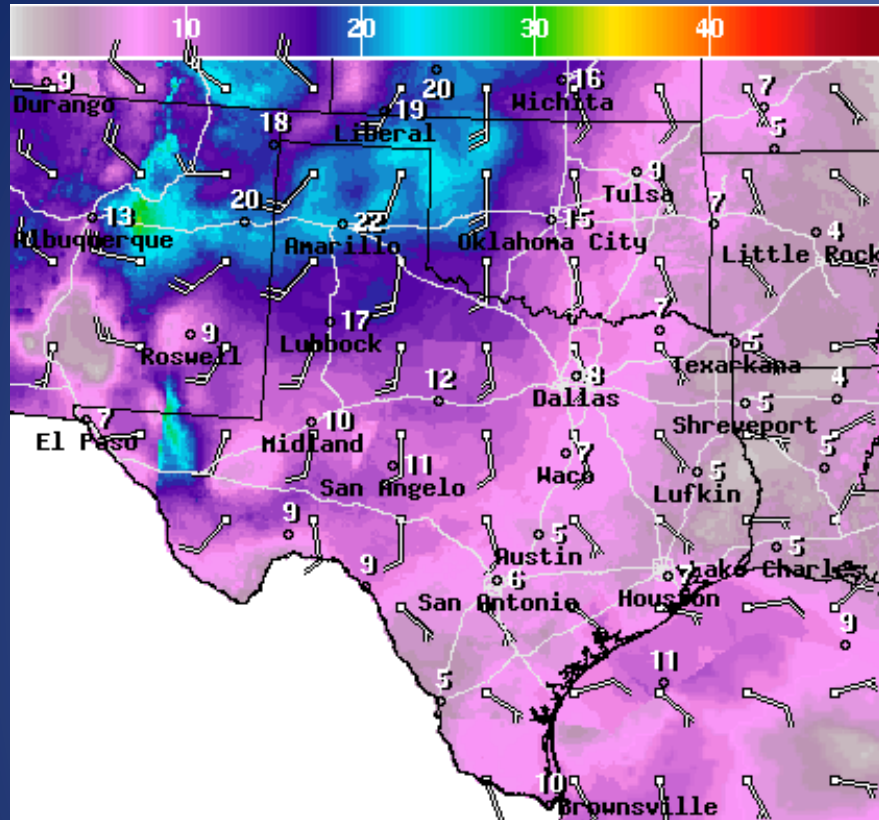 10 20 30 40
9 20 16 7
Durango 19 Wichita
Liberal
18 5
9
Tulsa
13 20 22 15 7 4
Albuquerque Amarillo Oklahoma City Little Rock
9 17 7 5
Roswell Lubbock Texarkana
12 8 5 4
Dallas
7 10 Shreveport
El Paso Midland
11 7 5 5
San Angelo Waco Lufkin
9 5 5
Austin Lake Charles
9 6 7
San Antonio Houston
9
5 11
10
Brownsville